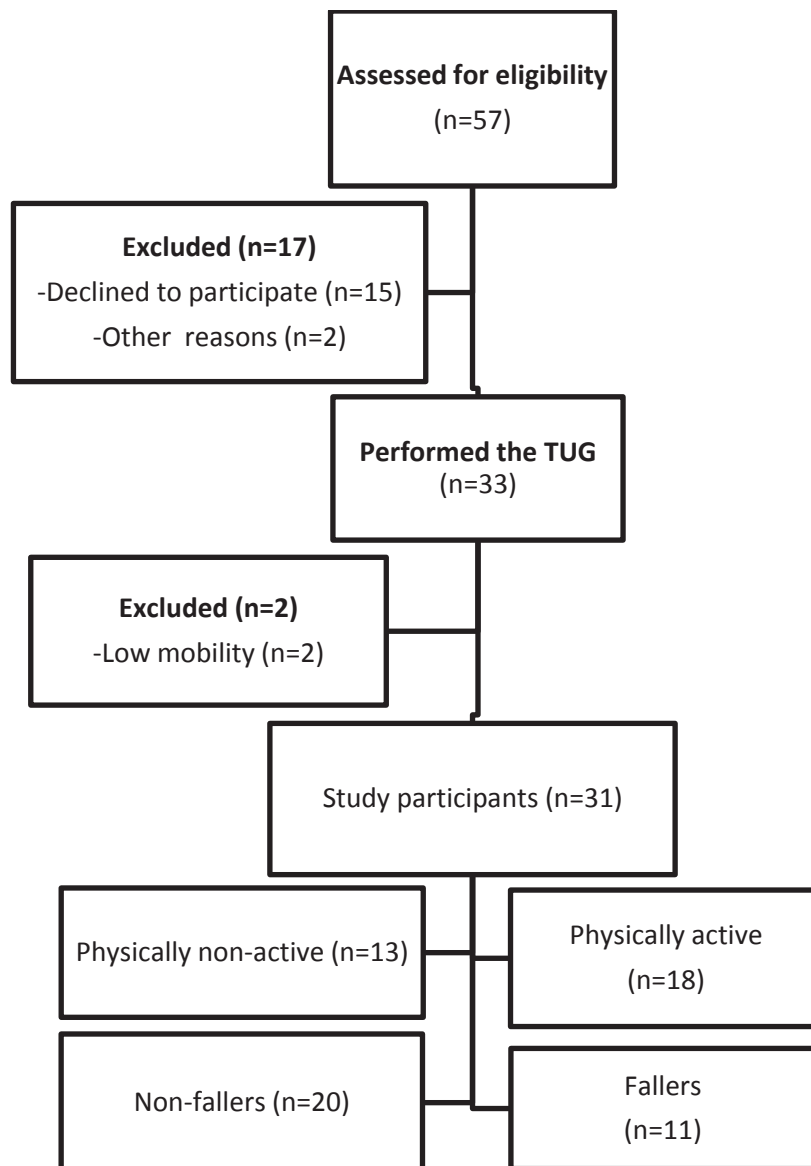 Assessed for eligibility
(n=57)
Excluded (n=17)
-Declined to participate (n=15)
-Other reasons (n=2)
Performed the TUG
(n=33)
Excluded (n=2)
-Low mobility (n=2)
Study participants (n=31)
Physically non-active (n=13)
Physically active
(n=18)
Non-fallers (n=20)
Fallers
(n=11)